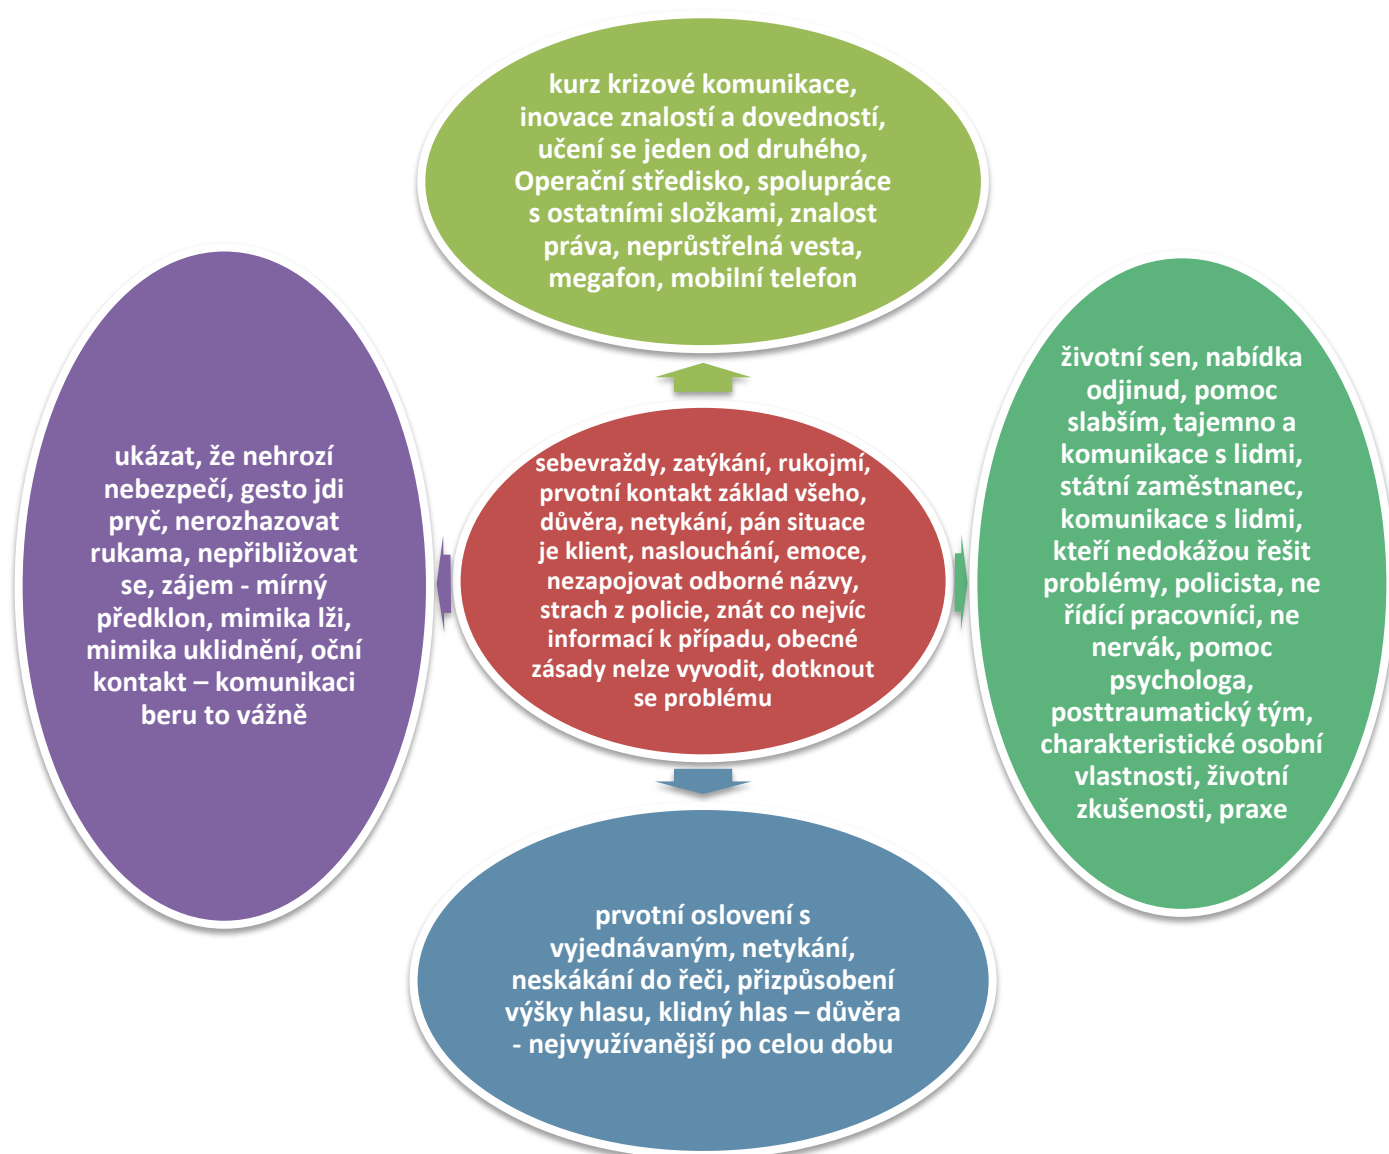 kurz krizové komunikace,
inovace znalostí a dovedností,
učení se jeden od druhého,
Operační středisko, spolupráce
s ostatními složkami, znalost
práva, neprůstřelná vesta,
megafon, mobilní telefon
ukázat, že nehrozí
nebezpečí, gesto jdi
pryč, nerozhazovat
rukama, nepřibližovat
se, zájem - mírný
předklon, mimika lži,
mimika uklidnění, oční
kontakt – komunikaci
beru to vážně
sebevraždy, zatýkání, rukojmí,
prvotní kontakt základ všeho,
důvěra, netykání, pán situace
je klient, naslouchání, emoce,
nezapojovat odborné názvy,
strach z policie, znát co nejvíc
informací k případu, obecné
zásady nelze vyvodit, dotknout
se problému
životní sen, nabídka
odjinud, pomoc
slabším, tajemno a
komunikace s lidmi,
státní zaměstnanec,
komunikace s lidmi,
kteří nedokážou řešit
problémy, policista, ne
řídící pracovníci, ne
nervák, pomoc
psychologa,
posttraumatický tým,
charakteristické osobní
vlastnosti, životní
zkušenosti, praxe
prvotní oslovení s
vyjednávaným, netykání,
neskákání do řeči, přizpůsobení
výšky hlasu, klidný hlas – důvěra
- nejvyužívanější po celou dobu